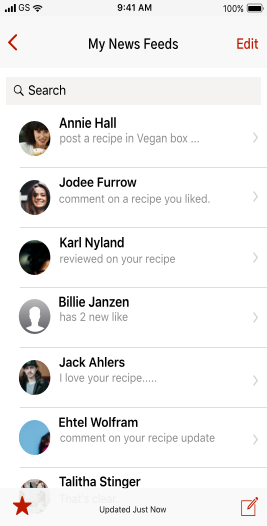 GS 9:41 AM 100%
My News Feeds Edit
Search
Annie Hall
post a recipe in Vegan box ...
Jodee Furrow
comment on a recipe you liked.
Karl Nyland
reviewed on your recipe
Billie Janzen
has 2 new like
Jack Ahlers
I love your recipe.....
Ehtel Wolfram
comment on your recipe update
Talitha Stinger
That's clear.
Updated Just Now